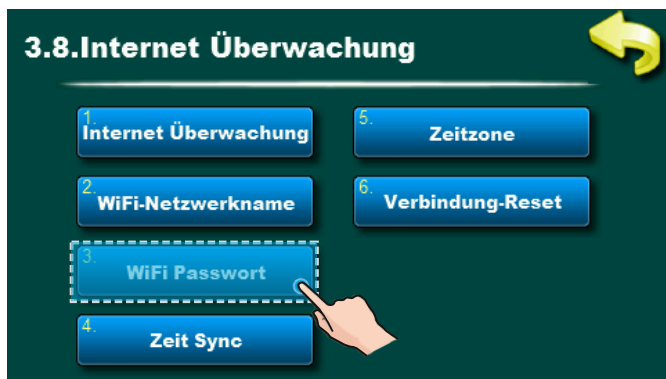 3.8.Internet Überwachung
1.
Internet Überwachung
2.
WiFi-Netzwerkname
3.
WiFi Passwort
4.
Zeit Sync
5.
Zeitzone
6.
Verbindung-Reset